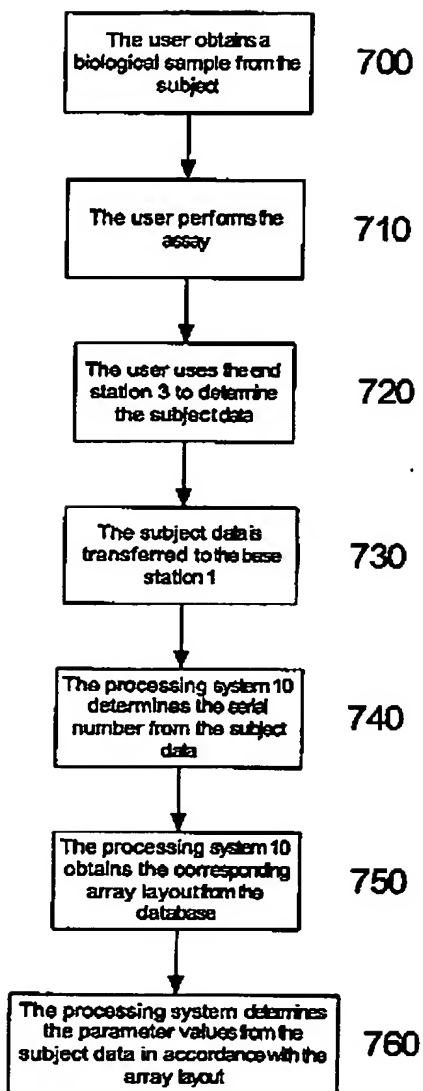 The user obtains a
biological sample from the
subject
700
The user performs the
assay
710
The user uses the end
station 3 to determine
the subject data
720
The subject data is
transferred to the base
station 1
730
The processing system 10
determines the serial
number from the subject
data
740
The processing system 10
obtains the corresponding
array layout from the
database
750
The processing system determines
the parameter values from the
subject data in accordance with the
array layout
760